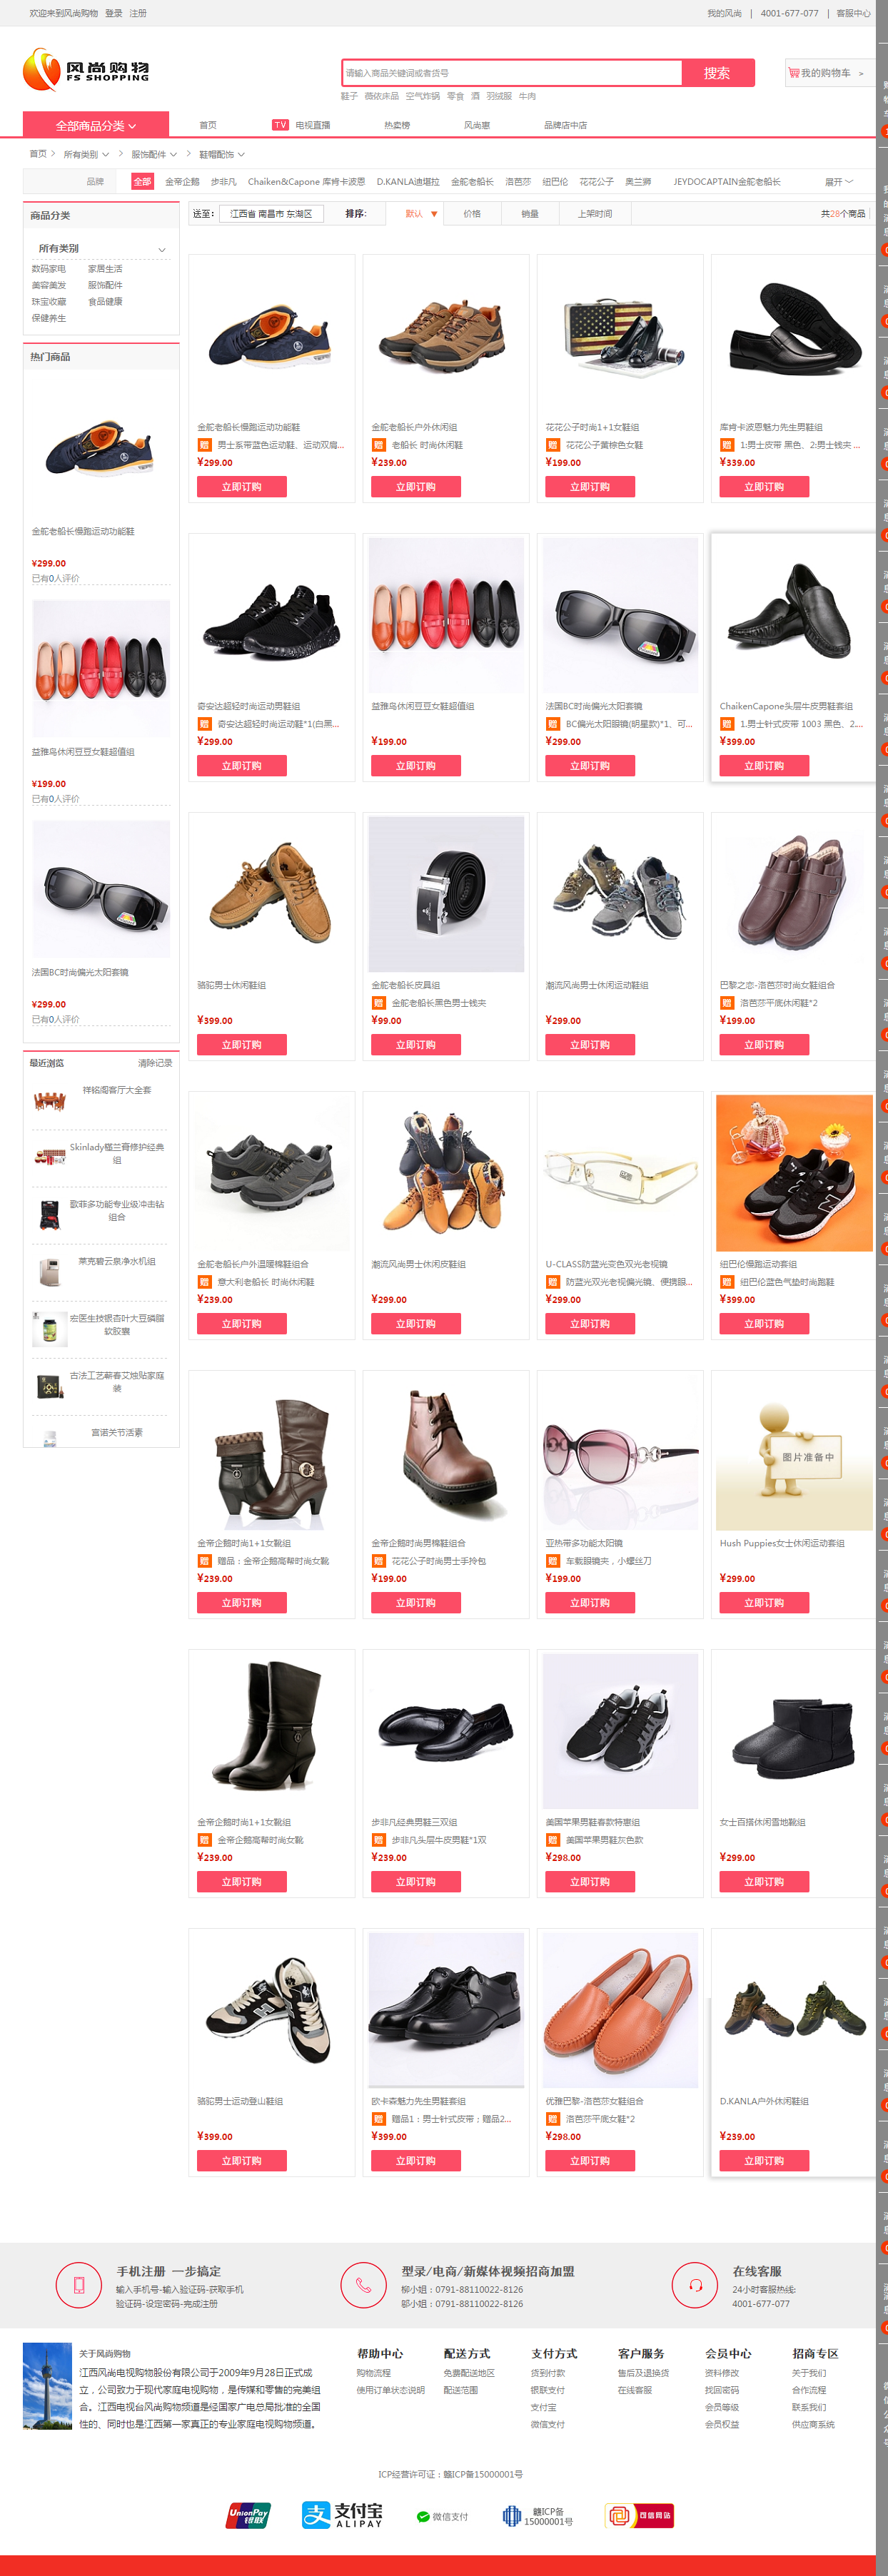 欢迎来到风尚购物 登录 注册
我的风尚 | 4001-677-077 | 客服中心
风尚购物
FS SHOPPING
请输入商品关键词或者货号
搜索
我的购物车 >
鞋子 薇依床品 空气炸锅 零食 酒 羽绒服 牛肉
全部商品分类
首页
TV 电视直播
热卖榜
风尚惠
品牌店中店
首页 > 所有类别 > 服饰配件 > 鞋帽配饰
品牌 全部 金帝企鹅 步非凡 Chaiken&Capone 库肯卡波恩 D.KANLA迪堪拉 金舵老船长 洛芭莎 纽巴伦 花花公子 奥兰狮 JEYDOCAPTAIN金舵老船长 展开
商品分类
所有类别
数码家电 家居生活
美容美发 服饰配件
珠宝收藏 食品健康
保健养生
热门商品
金舵老船长慢跑运动功能鞋
¥299.00
已有0人评价
益雅岛休闲豆豆女鞋超值组
¥199.00
已有0人评价
法国BC时尚偏光太阳套镜
¥299.00
已有0人评价
最近浏览 清除记录
祥铭阁客厅大全套
Skinlady蕴兰膏修护经典
组
歌菲多功能专业级冲击钻
组合
莱克碧云泉净水机组
宏医生技银杏叶大豆磷脂
软胶囊
古法工艺蕲春艾灸贴家庭
装
宫诺关节活素
送至: 江西省 南昌市 东湖区 排序: 默认 价格 销量 上架时间 共28个商品
金舵老船长慢跑运动功能鞋
赠 男士系带蓝色运动鞋、运动双肩...
¥299.00
立即订购
金舵老船长户外休闲组
赠 老船长 时尚休闲鞋
¥239.00
立即订购
花花公子时尚1+1女鞋组
赠 花花公子黄棕色女鞋
¥199.00
立即订购
库肯卡波恩魅力先生男鞋组
赠 1:男士皮带 黑色、2:男士钱夹 ...
¥339.00
立即订购
奇安达超轻时尚运动男鞋组
赠 奇安达超轻时尚运动鞋*1(白黑...
¥299.00
立即订购
益雅岛休闲豆豆女鞋超值组
¥199.00
立即订购
法国BC时尚偏光太阳套镜
赠 BC偏光太阳眼镜(明星款)*1、可...
¥299.00
立即订购
ChaikenCapone头层牛皮男鞋套组
赠 1.男士针式皮带 1003 黑色、2....
¥399.00
立即订购
骆驼男士休闲鞋组
¥399.00
立即订购
金舵老船长皮具组
赠 金舵老船长黑色男士钱夹
¥99.00
立即订购
潮流风尚男士休闲运动鞋组
¥299.00
立即订购
巴黎之恋-洛芭莎时尚女鞋组合
赠 洛芭莎平底休闲鞋*2
¥199.00
立即订购
金舵老船长户外温暖棉鞋组合
赠 意大利老船长 时尚休闲鞋
¥239.00
立即订购
潮流风尚男士休闲皮鞋组
¥299.00
立即订购
U-CLASS防蓝光变色双光老视镜
赠 防蓝光双光老视偏光镜、便携眼...
¥299.00
立即订购
纽巴伦慢跑运动套组
赠 纽巴伦蓝色气垫时尚跑鞋
¥399.00
立即订购
金帝企鹅时尚1+1女靴组
赠 赠品：金帝企鹅高帮时尚女靴
¥239.00
立即订购
金帝企鹅时尚男棉鞋组合
赠 花花公子时尚男士手拎包
¥199.00
立即订购
亚热带多功能太阳镜
赠 车载眼镜夹，小螺丝刀
¥199.00
立即订购
图片准备中
Hush Puppies女士休闲运动套组
¥299.00
立即订购
金帝企鹅时尚1+1女靴组
赠 金帝企鹅高帮时尚女靴
¥239.00
立即订购
步非凡经典男鞋三双组
赠 步非凡头层牛皮男鞋*1双
¥239.00
立即订购
美国苹果男鞋春款特惠组
赠 美国苹果男鞋灰色款
¥298.00
立即订购
女士百搭休闲雪地靴组
¥299.00
立即订购
骆驼男士运动登山鞋组
¥399.00
立即订购
欧卡森魅力先生男鞋套组
赠 赠品1：男士针式皮带；赠品2...
¥399.00
立即订购
优雅巴黎-洛芭莎女鞋组合
赠 洛芭莎平底女鞋*2
¥298.00
立即订购
D.KANLA户外休闲鞋组
¥239.00
立即订购
手机注册 一步搞定
输入手机号-输入验证码-获取手机
验证码-设定密码-完成注册
型录/电商/新媒体视频招商加盟
柳小姐：0791-88110022-8126
邬小姐：0791-88110022-8126
在线客服
24小时客服热线:
4001-677-077
关于风尚购物
江西风尚电视购物股份有限公司于2009年9月28日正式成
立，公司致力于现代家庭电视购物，是传媒和零售的完美组
合。江西电视台风尚购物频道是经国家广电总局批准的全国
性的、同时也是江西第一家真正的专业家庭电视购物频道。
帮助中心
购物流程
使用订单状态说明
配送方式
免费配送地区
配送范围
支付方式
货到付款
银联支付
支付宝
微信支付
客户服务
售后及退换货
在线客服
会员中心
资料修改
找回密码
会员等级
会员权益
招商专区
关于我们
合作流程
联系我们
供应商系统
ICP经营许可证：赣ICP备15000001号
UnionPay
银联
支付宝
ALIPAY
微信支付
赣ICP备
15000001号
可信网站